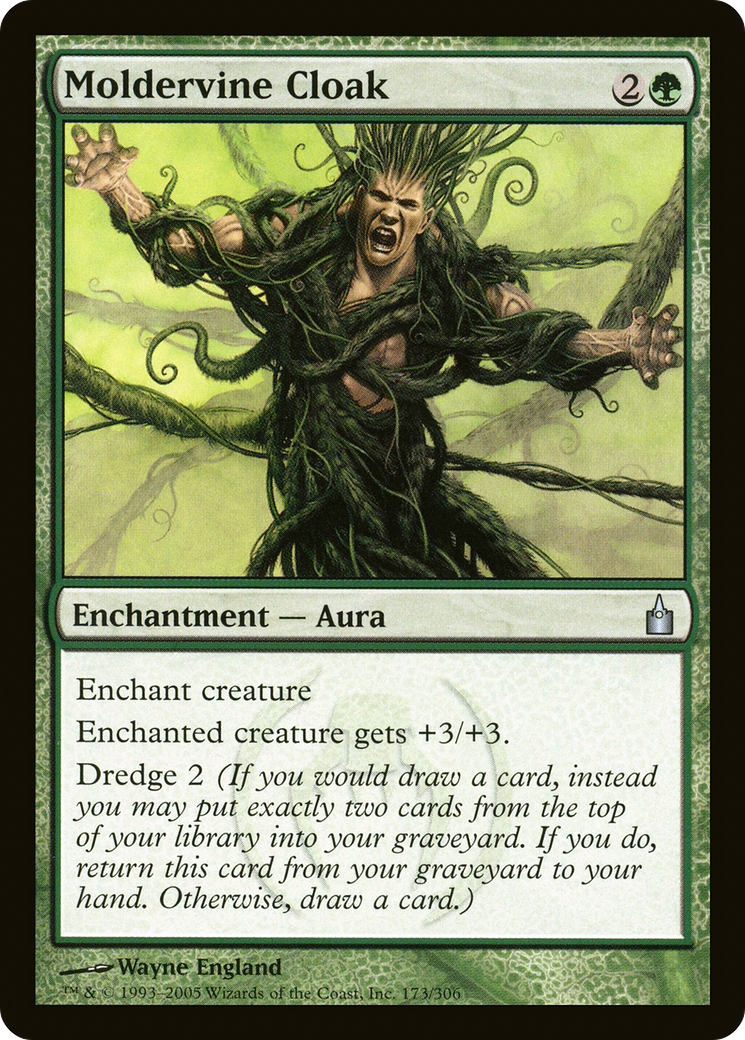 Moldervine Cloak 2
Enchantment — Aura
Enchant creature
Enchanted creature gets +3/+3.
Dredge 2 (If you would draw a card, instead
you may put exactly two cards from the top
of your library into your graveyard. If you do,
return this card from your graveyard to your
hand. Otherwise, draw a card.)
Wayne England
™ & © 1993–2005 Wizards of the Coast, Inc. 173/306